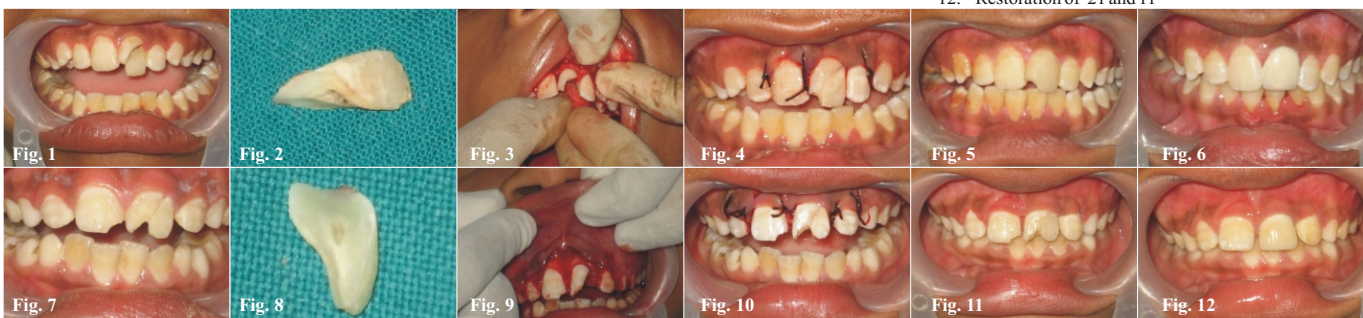 12. Restoration of 21 and 11
Fig. 1
Fig. 2
Fig. 3
Fig. 4
Fig. 5
Fig. 6
Fig. 7
Fig. 8
Fig. 9
Fig. 10
Fig. 11
Fig. 12